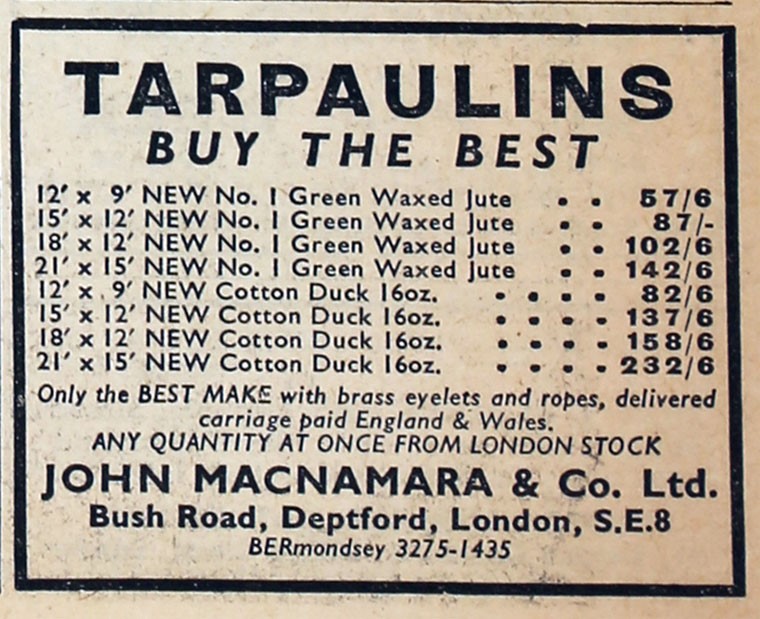 TARPAULINS
BUY THE BEST
12′ x 9′ NEW No. 1 Green Waxed Jute . . 57/6
15′ x 12′ NEW No. 1 Green Waxed Jute . . 87/-
18′ x 12′ NEW No. 1 Green Waxed Jute . . 102/6
21′ x 15′ NEW No. 1 Green Waxed Jute . . 142/6
12′ x 9′ NEW Cotton Duck 16oz. . . . . 82/6
15′ x 12′ NEW Cotton Duck 16oz. . . . . 137/6
18′ x 12′ NEW Cotton Duck 16oz. . . . . 158/6
21′ x 15′ NEW Cotton Duck 16oz. . . . . 232/6
Only the BEST MAKE with brass eyelets and ropes, delivered
carriage paid England & Wales.
ANY QUANTITY AT ONCE FROM LONDON STOCK
JOHN MACNAMARA & Co. Ltd.
Bush Road, Deptford, London, S.E.8
BERmondsey 3275-1435